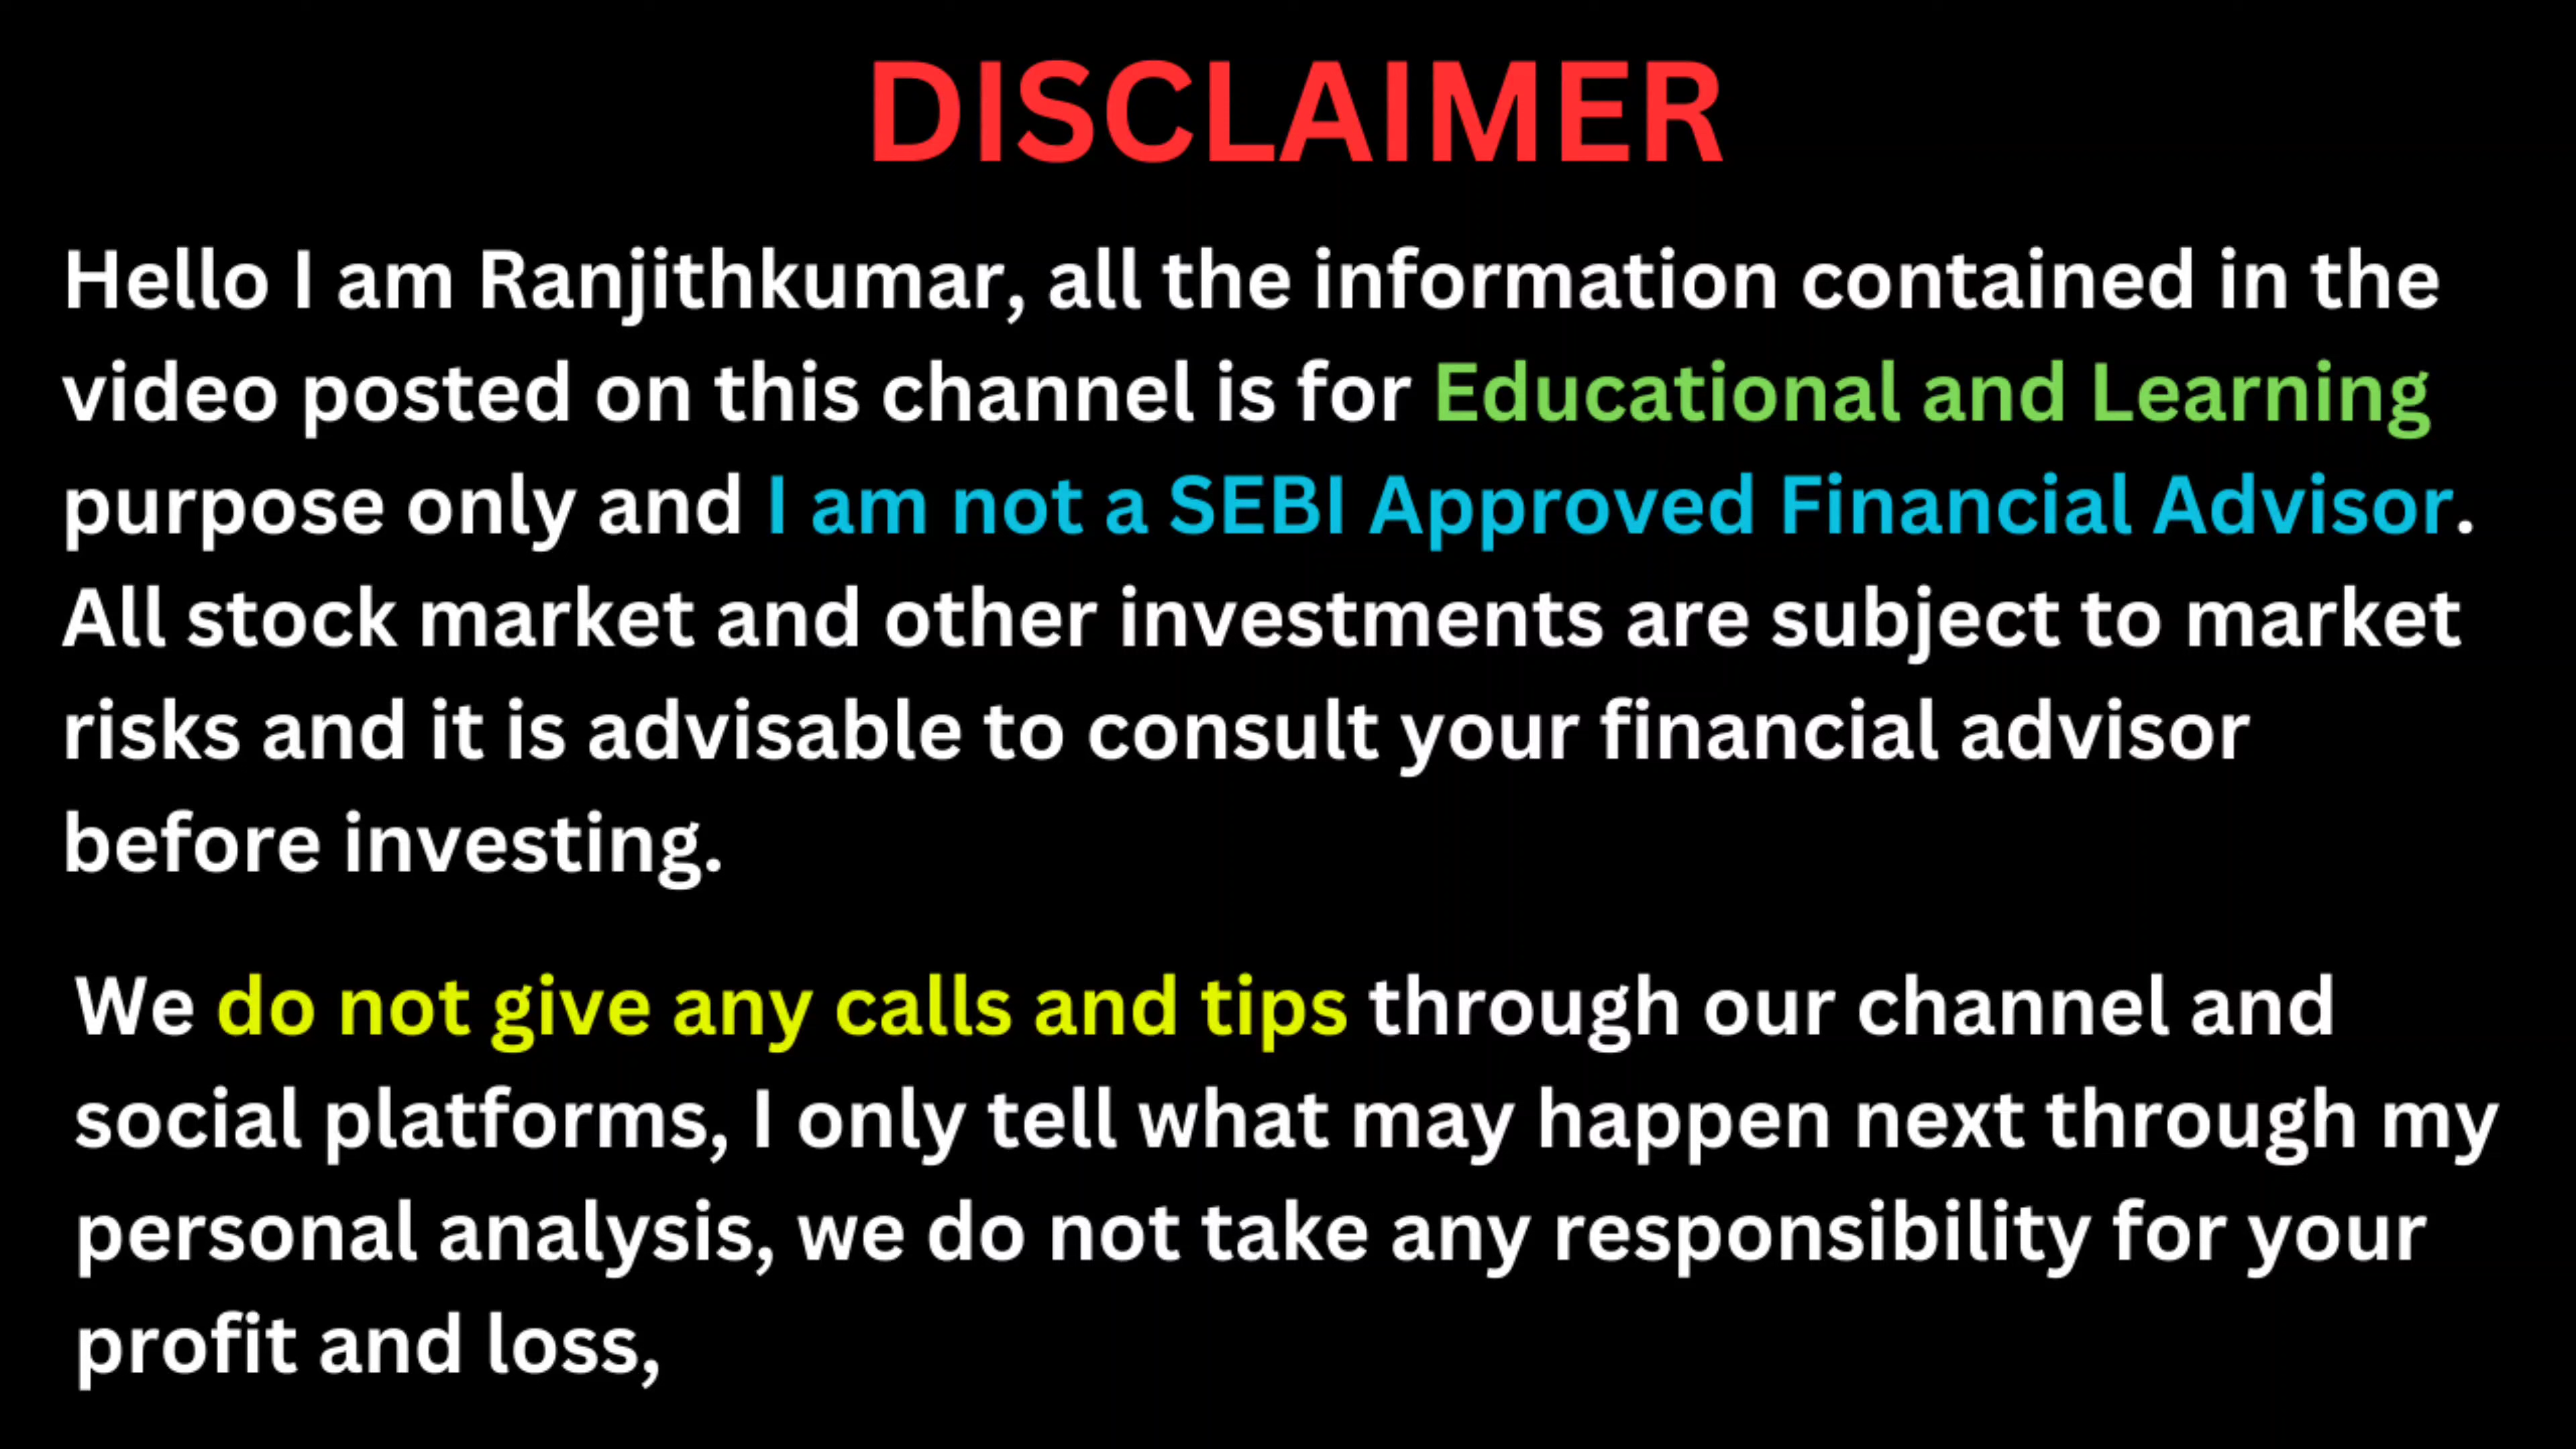 DISCLAIMER
Hello I am Ranjithkumar, all the information contained in the
video posted on this channel is for Educational and Learning
purpose only and I am not a SEBI Approved Financial Advisor.
All stock market and other investments are subject to market
risks and it is advisable to consult your financial advisor
before investing.
We do not give any calls and tips through our channel and
social platforms, I only tell what may happen next through my
personal analysis, we do not take any responsibility for your
profit and loss,